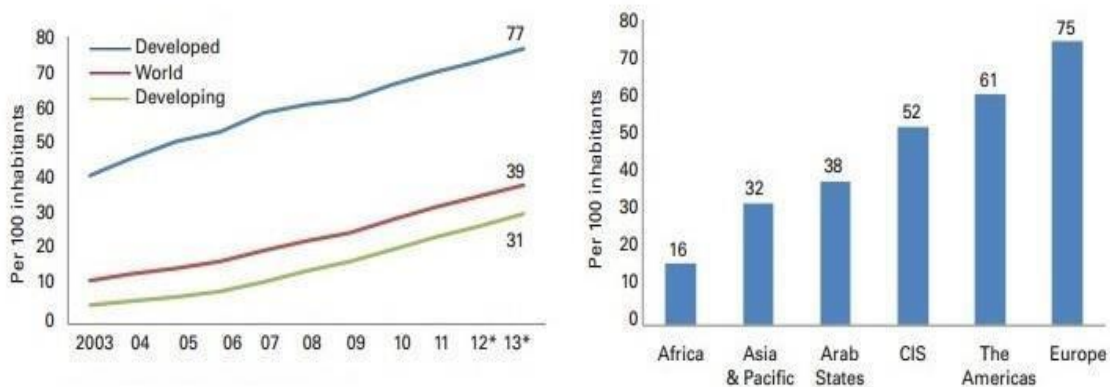 Per 100 inhabitants
80
70
60
50
40
30
20
10
0
Developed
World
Developing
77
39
31
2003 04 05 06 07 08 09 10 11 12* 13*
Per 100 inhabitants
80
70
60
50
40
30
20
10
0
16
32
38
52
61
75
Africa
Asia
& Pacific
Arab
States
CIS
The
Americas
Europe